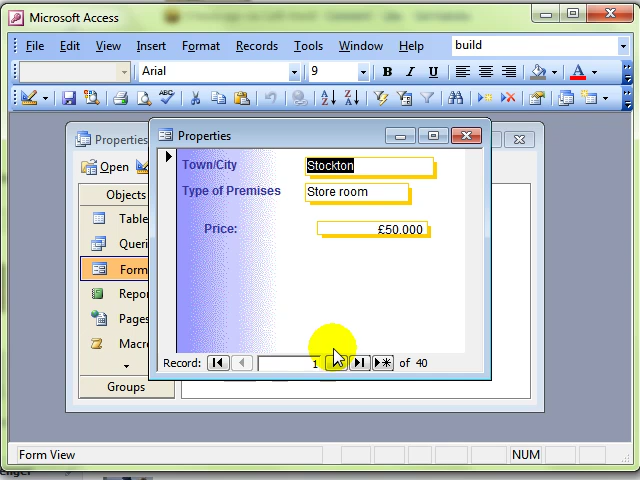 Microsoft Access
File Edit View Insert Format Records Tools Window Help build
Arial 9 B I U A
Properties
Properties
Open
Objects
Town/City Stockton
Type of Premises Store room
Price: £50,000
Table
Queri
Form
Repor
Pages
Macro
Groups
Record: 1 of 40
Form View NUM